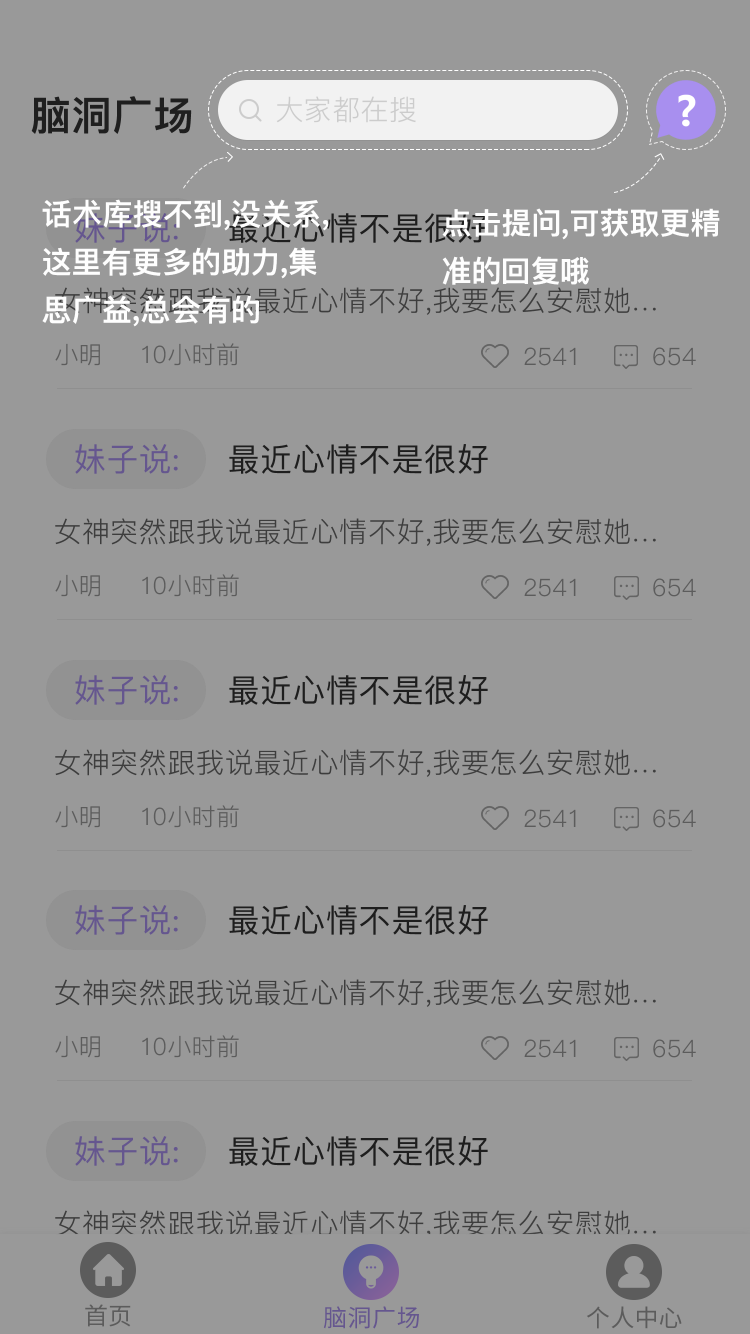 脑洞广场
大家都在搜
?
话术库搜不到,没关系,
这里有更多的助力,集
思广益,总会有的
点击提问,可获取更精
准的回复哦
妹子说: 最近心情不是很好
女神突然跟我说最近心情不好,我要怎么安慰她...
小明 10小时前 2541 654
妹子说: 最近心情不是很好
女神突然跟我说最近心情不好,我要怎么安慰她...
小明 10小时前 2541 654
妹子说: 最近心情不是很好
女神突然跟我说最近心情不好,我要怎么安慰她...
小明 10小时前 2541 654
妹子说: 最近心情不是很好
女神突然跟我说最近心情不好,我要怎么安慰她...
小明 10小时前 2541 654
妹子说: 最近心情不是很好
女神突然跟我说最近心情不好,我要怎么安慰她...
首页 脑洞广场 个人中心